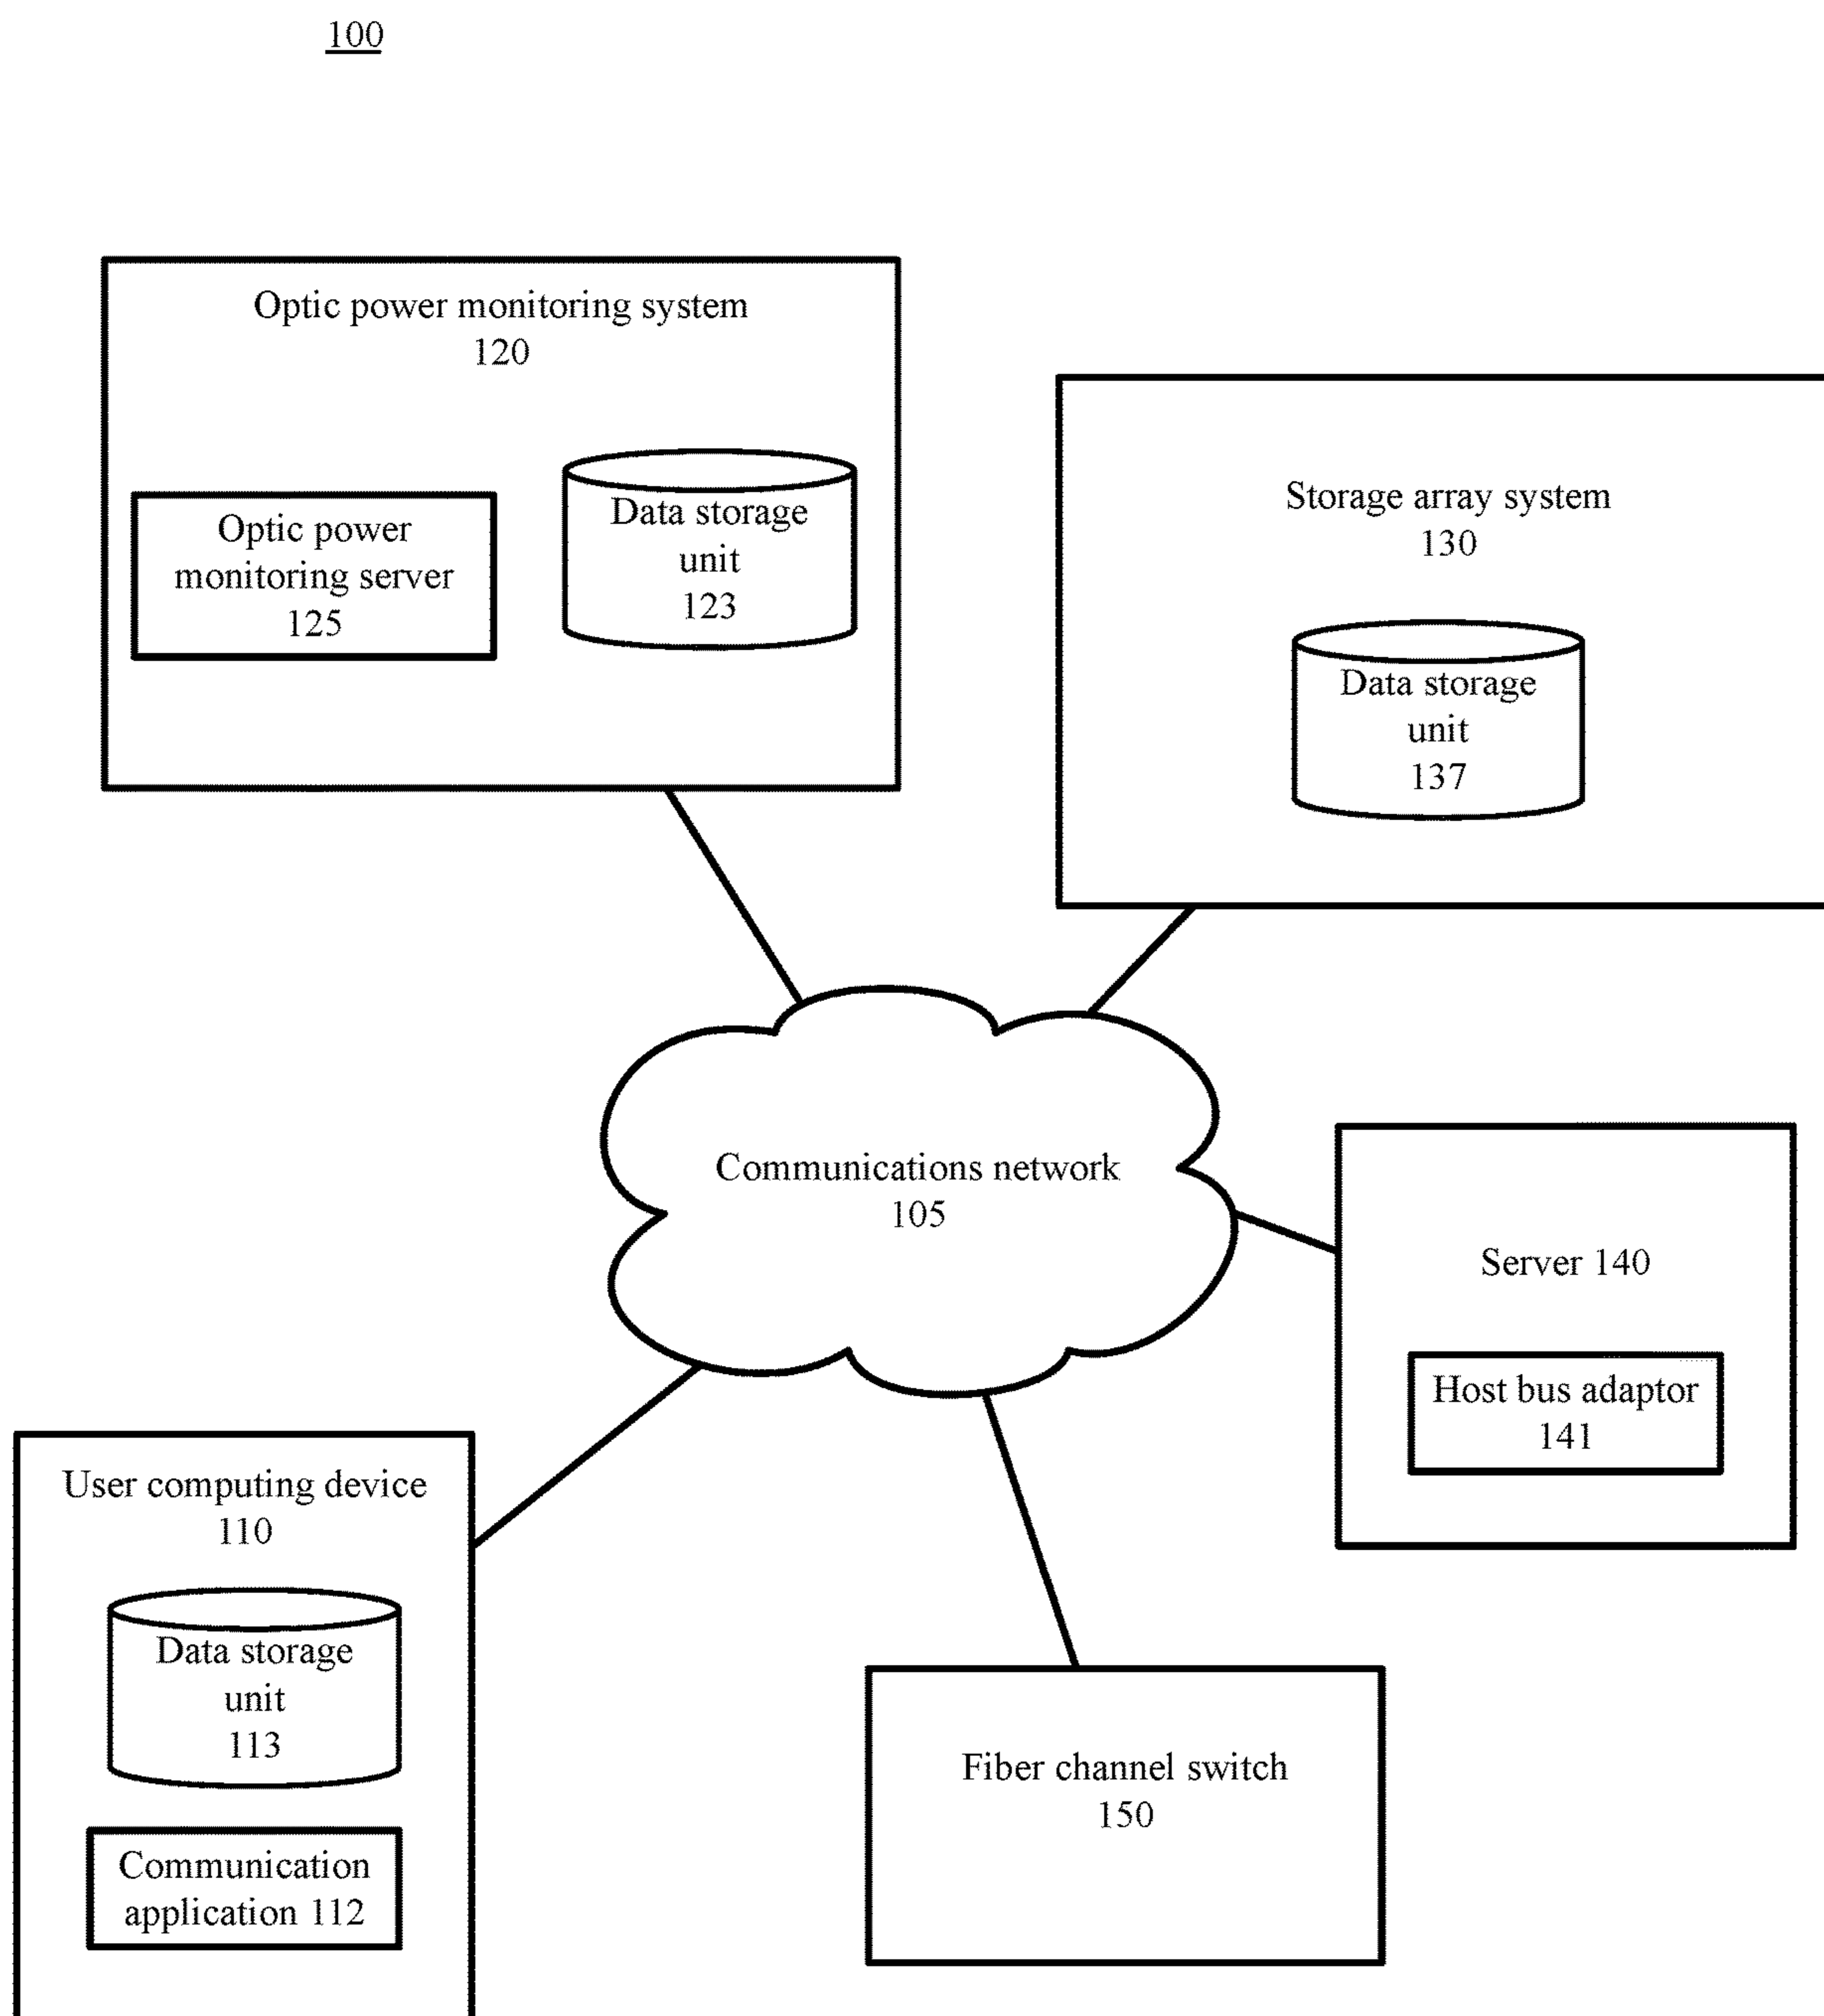 100
Optic power monitoring system
120
Optic power
monitoring server
125
Data storage
unit
123
Storage array system
130
Data storage
unit
137
Communications network
105
Server 140
Host bus adaptor
141
User computing device
110
Data storage
unit
113
Communication
application 112
Fiber channel switch
150